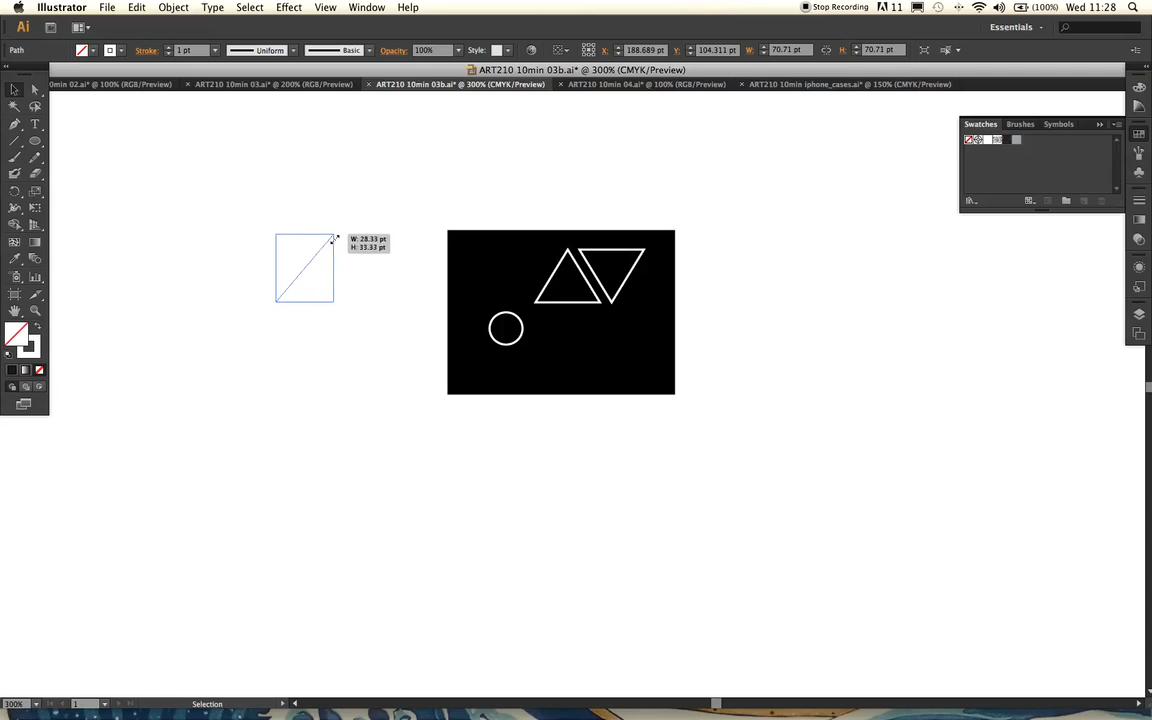 Illustrator File Edit Object Type Select Effect View Window Help Stop Recording 11 (100%) Wed 11:28
Ai Essentials
Path Stroke: 1 pt Uniform Basic Opacity: 100% Style: X: 188.689 pt Y: 104.311 pt W: 70.71 pt H: 70.71 pt
ART210 10min 03b.ai* @ 300% (CMYK/Preview)
min 02.ai* @ 100% (RGB/Preview) × ART210 10min 03.ai* @ 200% (RGB/Preview) × ART210 10min 03b.ai* @ 300% (CMYK/Preview) × ART210 10min 04.ai* @ 100% (RGB/Preview) × ART210 10min iphone_cases.ai* @ 150% (CMYK/Preview)
Swatches Brushes Symbols
W: 28.33 pt
H: 33.33 pt
T
300% 1 Selection